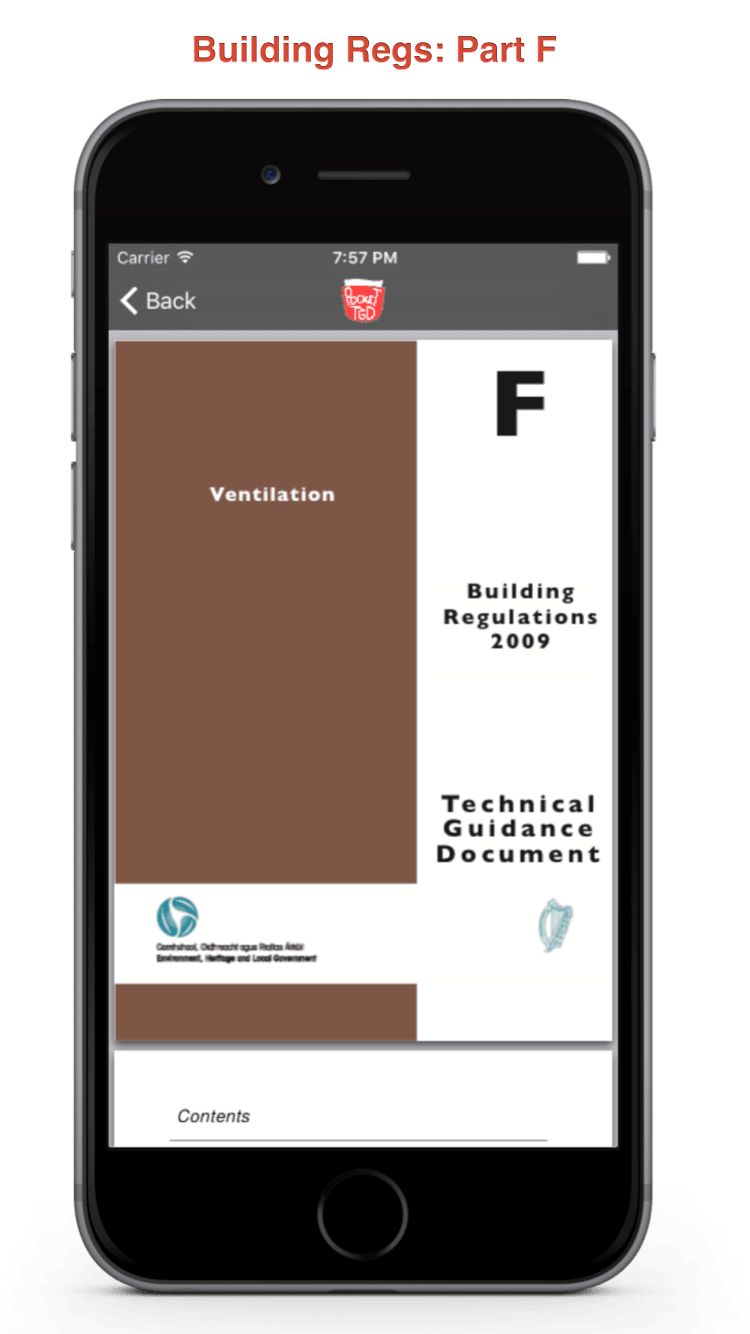 Building Regs: Part F
Carrier 7:57 PM
Back
POCKET
TGD
F
Ventilation
Building
Regulations
2009
Technical
Guidance
Document
Comhshaol, Oidhreacht agus Rialtas Áitiúil
Environment, Heritage and Local Government
Contents